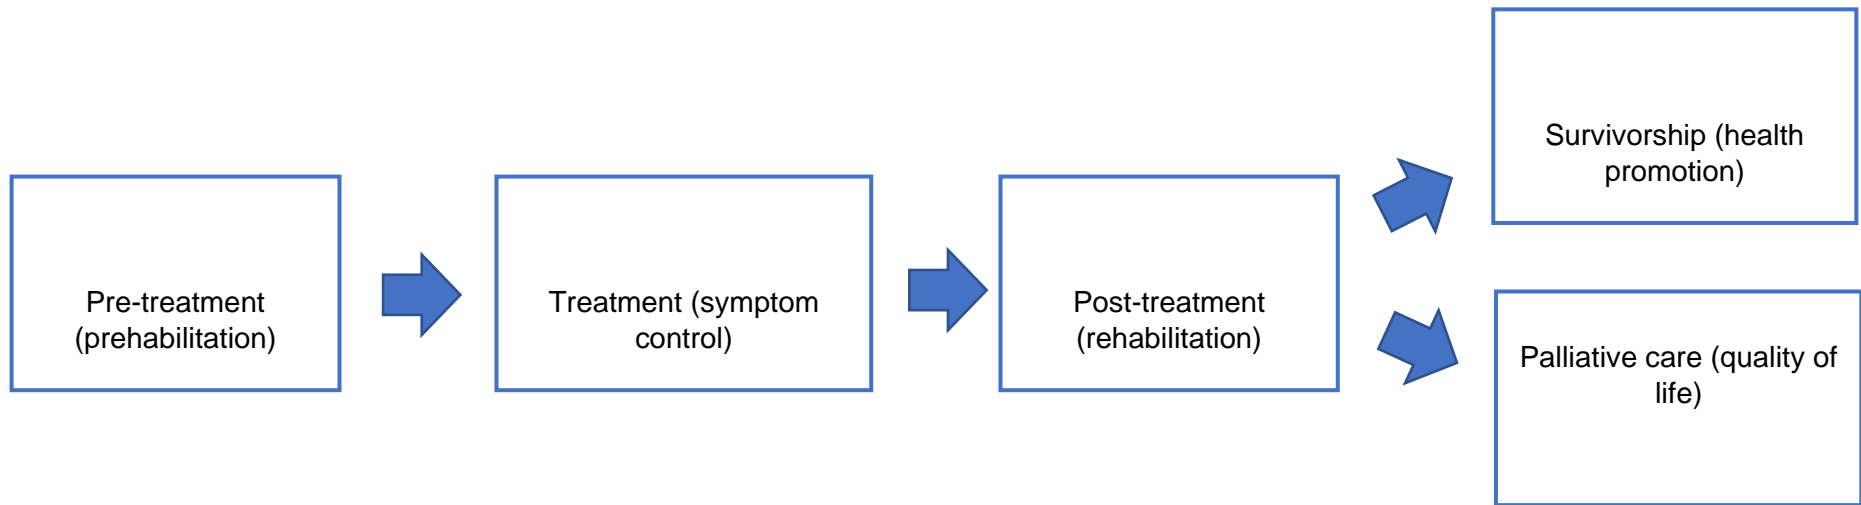 Pre-treatment
(prehabilitation)
Treatment (symptom
control)
Post-treatment
(rehabilitation)
Survivorship (health
promotion)
Palliative care (quality of
life)